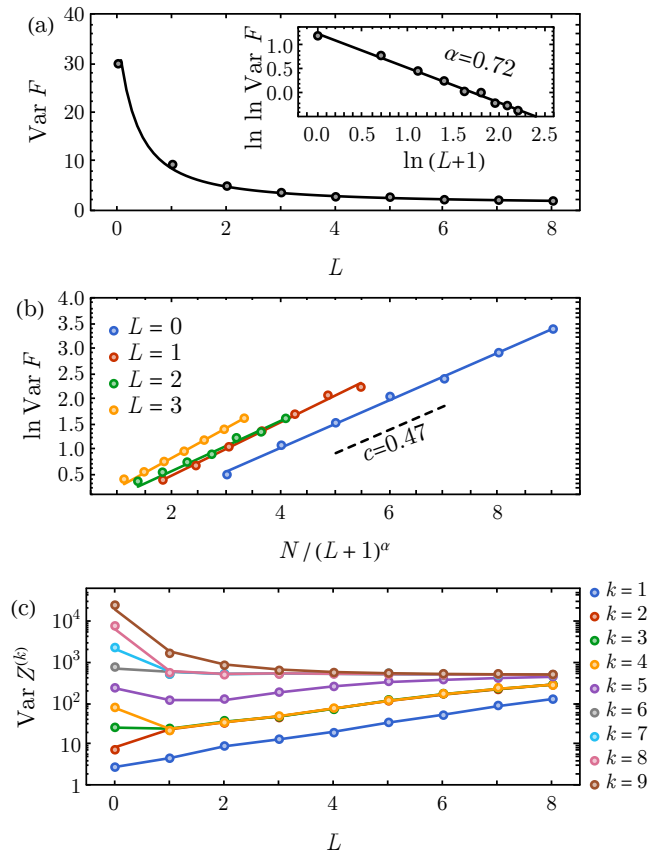 (a)
Var F
40
30
20
10
0
0 2 4 6 8
L
ln ln Var F
1.0
0.5
0.0
α=0.72
0.0 0.5 1.0 1.5 2.0 2.5
ln (L+1)
(b)
ln Var F
4.0
3.5
3.0
2.5
2.0
1.5
1.0
0.5
L = 0
L = 1
L = 2
L = 3
c=0.47
2 4 6 8
N / (L + 1)^α
(c)
Var Z^(k)
10^4
10^3
10^2
10
1
0 2 4 6 8
L
k = 1
k = 2
k = 3
k = 4
k = 5
k = 6
k = 7
k = 8
k = 9